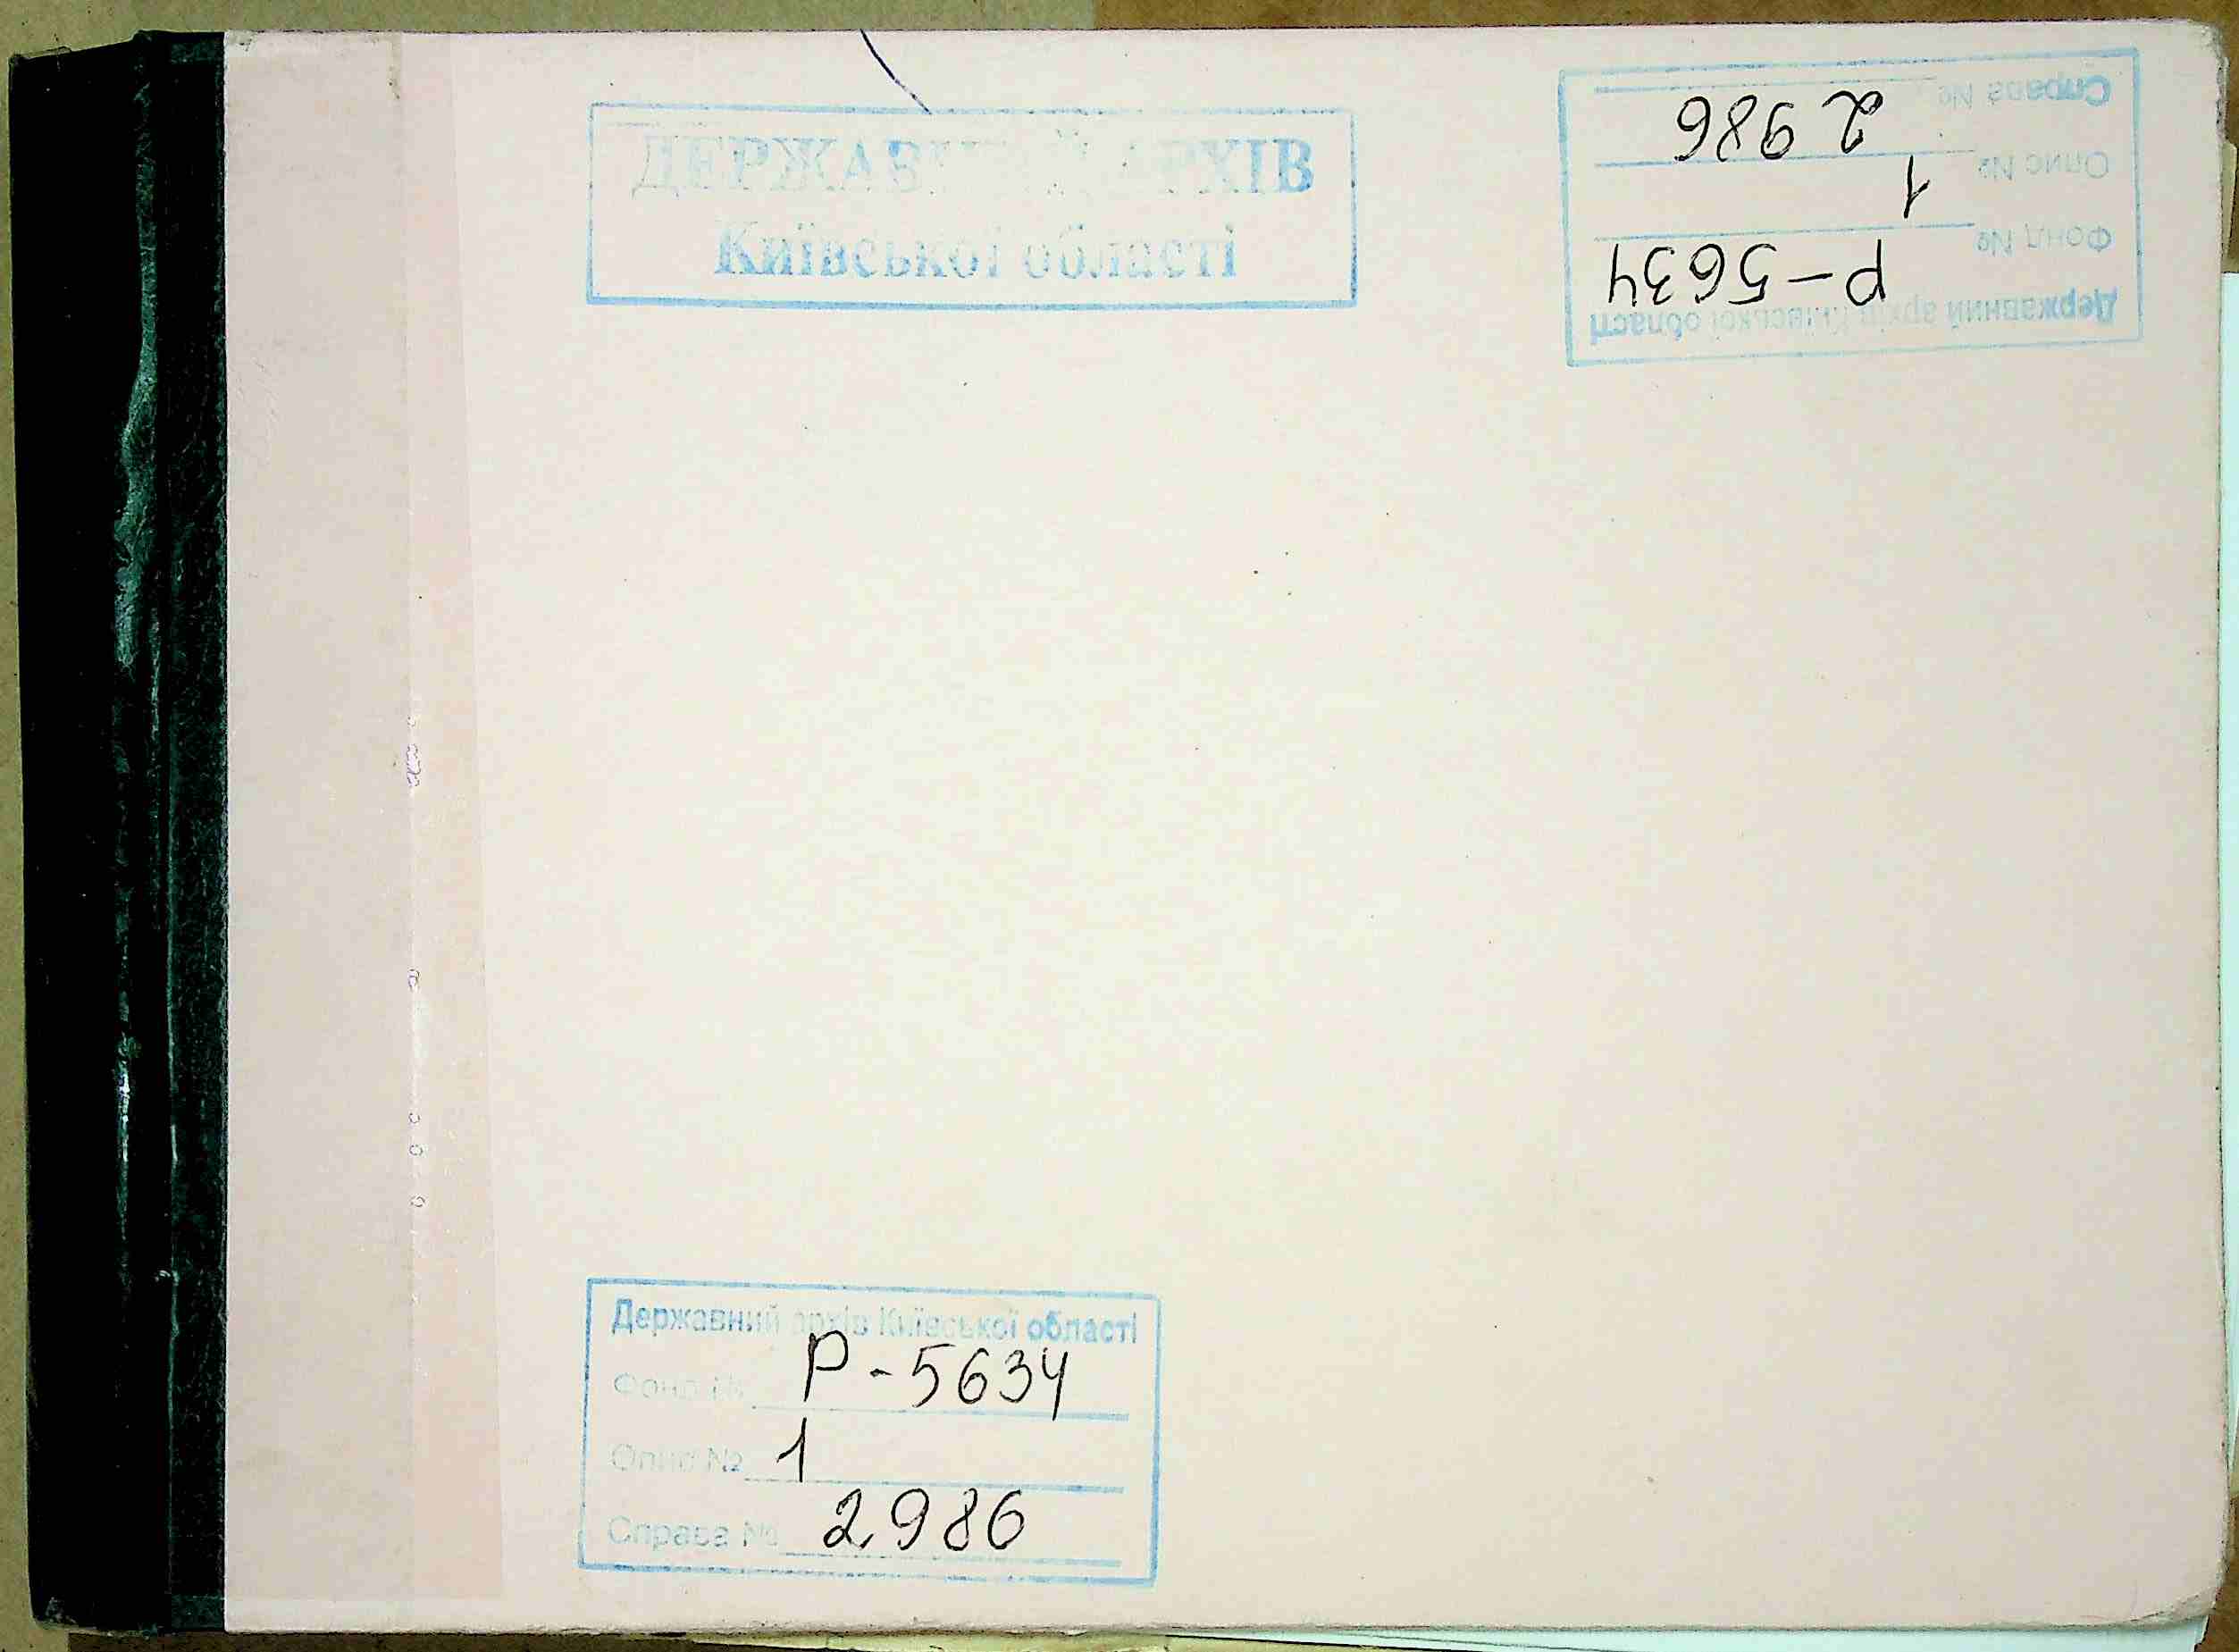 ДЕРЖАВНИЙ АРХІВ
Київської області
Державний архів Київської області
Фонд № Р-5634
Опис № 1
Справа № 2986
Державний архів Київської області
Фонд № Р-5634
Опис № 1
Справа № 2986